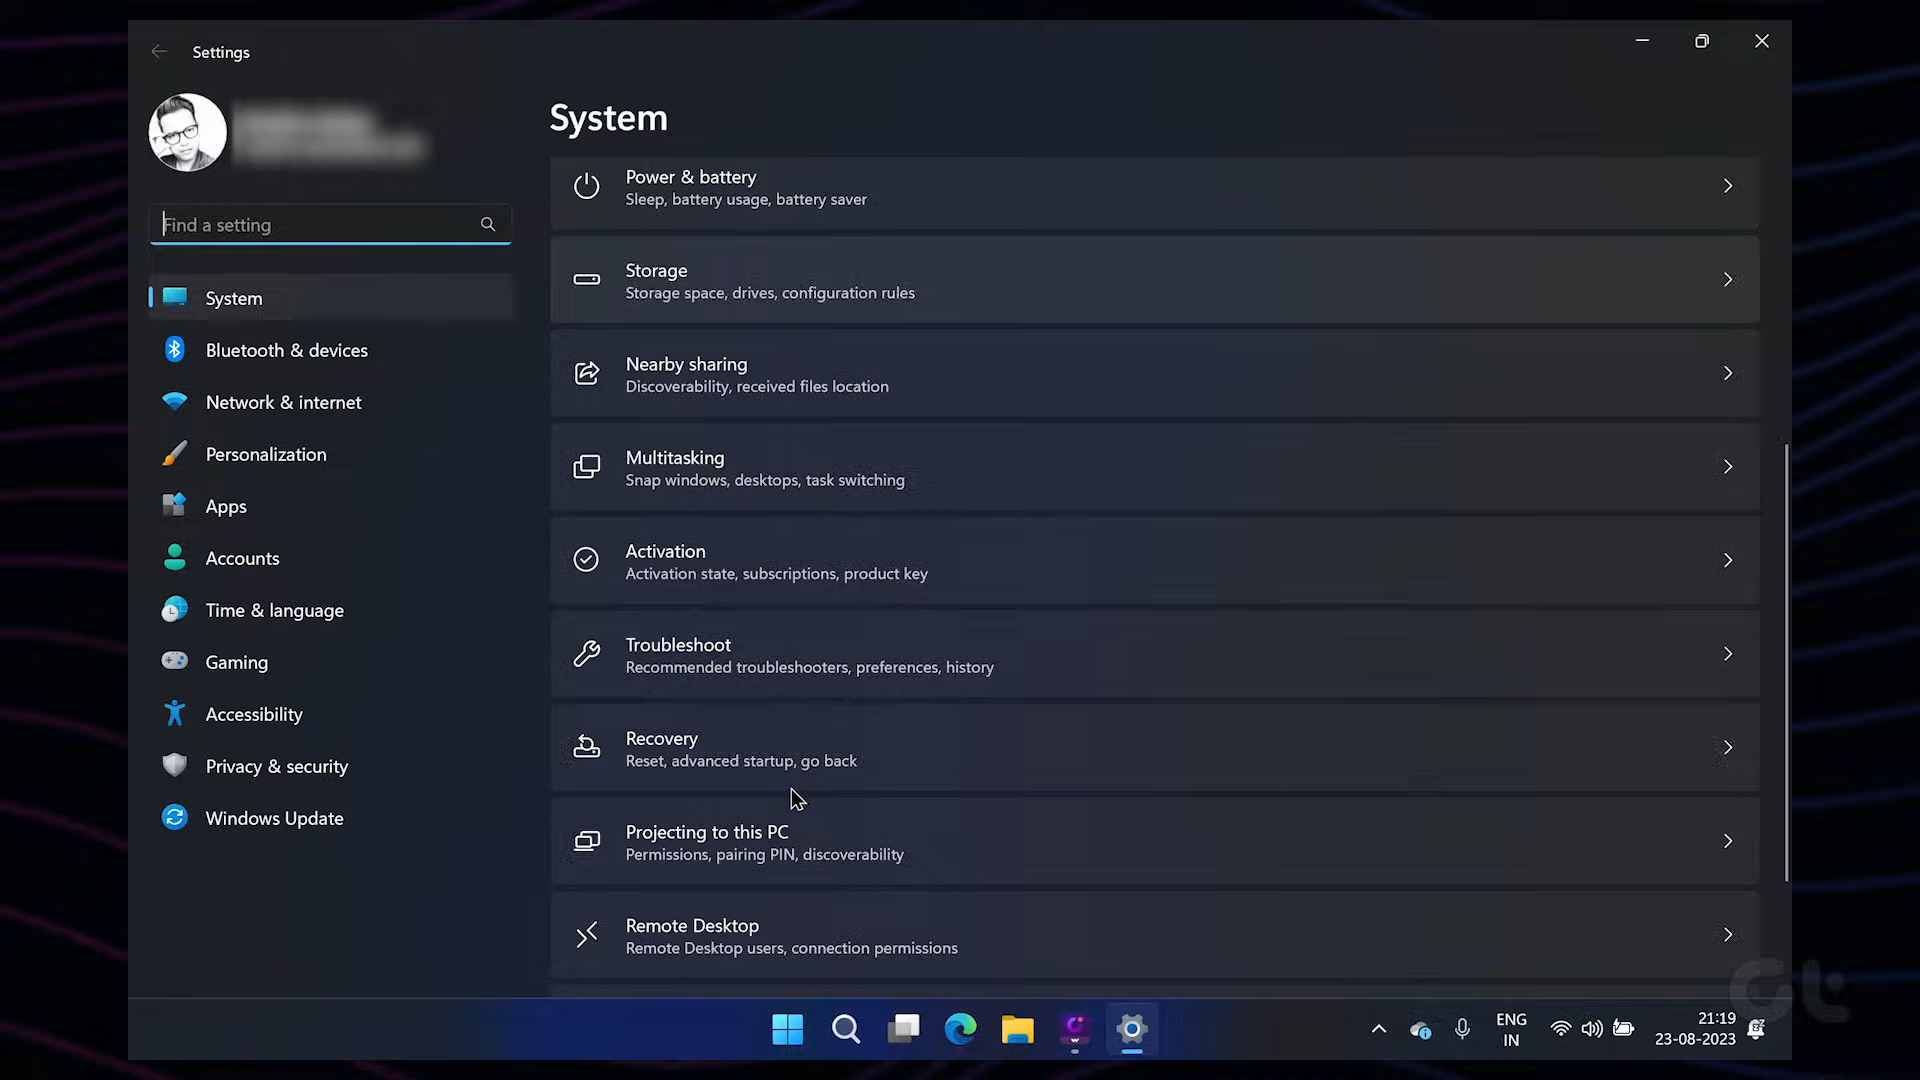 Settings
Find a setting
System
Bluetooth & devices
Network & internet
Personalization
Apps
Accounts
Time & language
Gaming
Accessibility
Privacy & security
Windows Update
System
Power & battery
Sleep, battery usage, battery saver
Storage
Storage space, drives, configuration rules
Nearby sharing
Discoverability, received files location
Multitasking
Snap windows, desktops, task switching
Activation
Activation state, subscriptions, product key
Troubleshoot
Recommended troubleshooters, preferences, history
Recovery
Reset, advanced startup, go back
Projecting to this PC
Permissions, pairing PIN, discoverability
Remote Desktop
Remote Desktop users, connection permissions
Gt
ENG
IN
21:19
23-08-2023